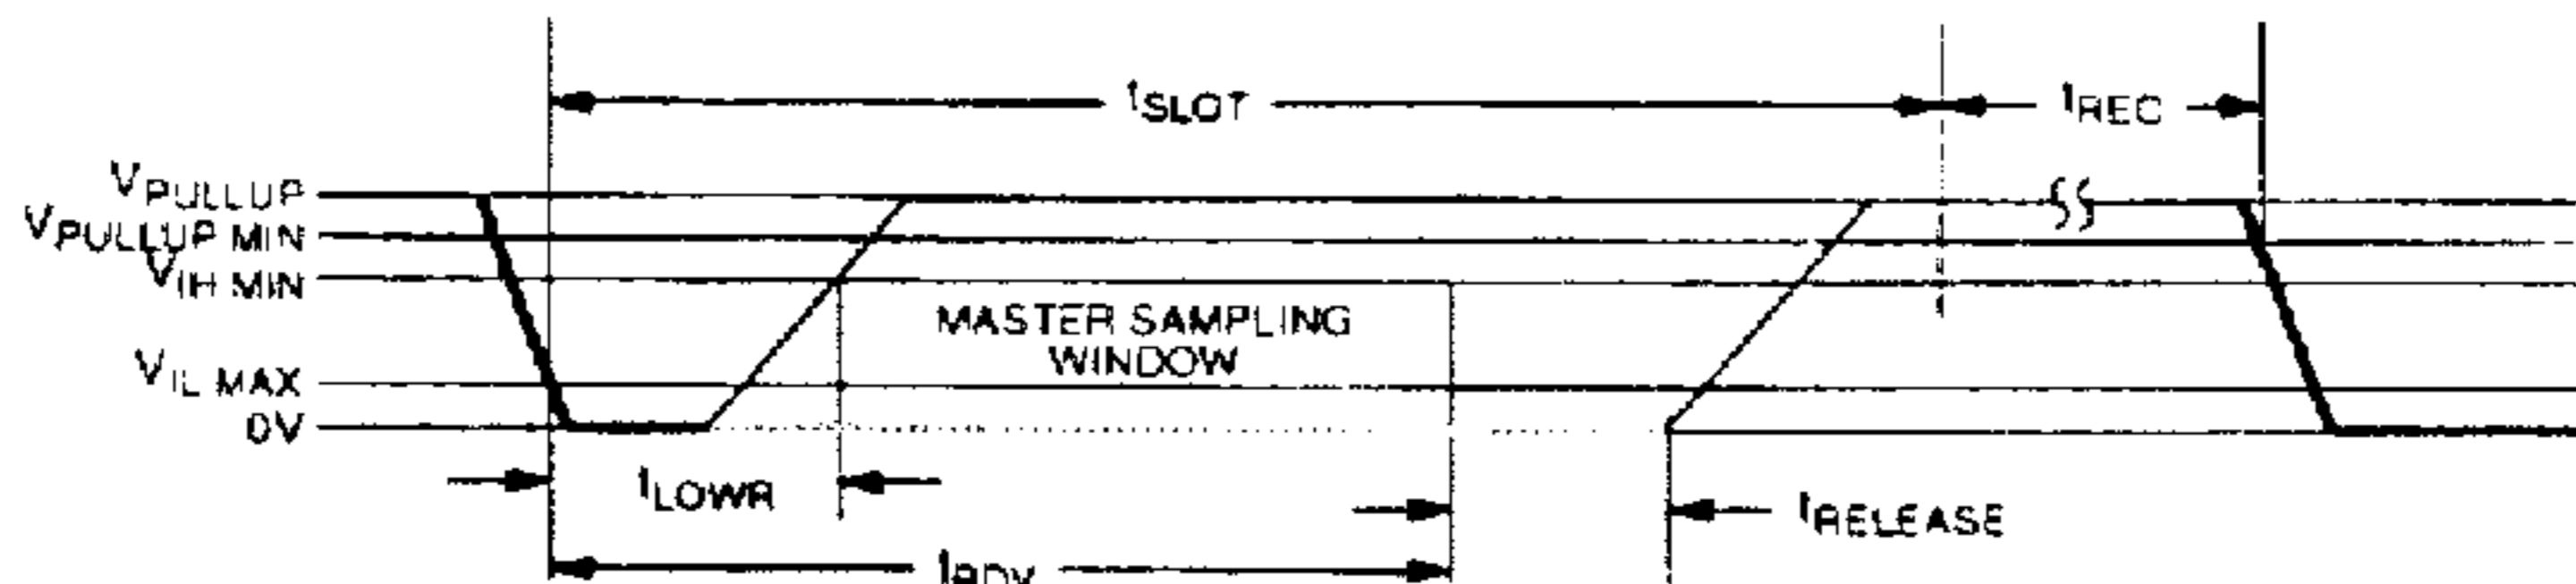 tSLOT
tREC
VPULLUP
VPULLUP MIN
VIH MIN
MASTER SAMPLING
WINDOW
VIL MAX
0V
tLOWR
tRELEASE
tRDV